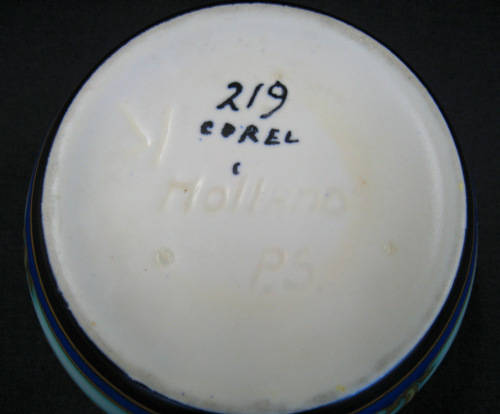 219
COREL
c
Holland
P.S.